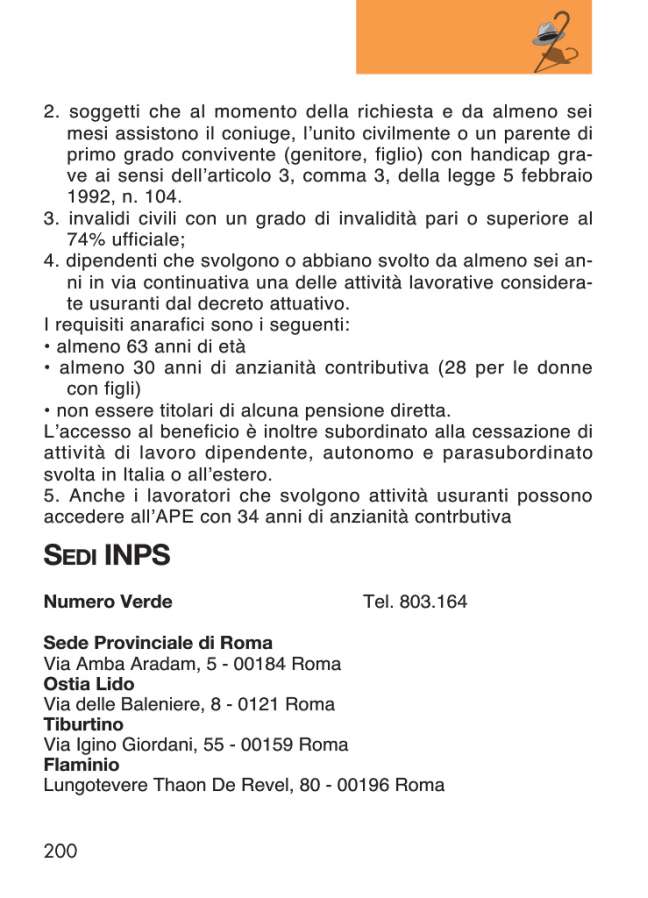 2. soggetti che al momento della richiesta e da almeno sei
mesi assistono il coniuge, l'unito civilmente o un parente di
primo grado convivente (genitore, figlio) con handicap gra-
ve ai sensi dell'articolo 3, comma 3, della legge 5 febbraio
1992, n. 104.
3. invalidi civili con un grado di invalidità pari o superiore al
74% ufficiale;
4. dipendenti che svolgono o abbiano svolto da almeno sei an-
ni in via continuativa una delle attività lavorative considera-
te usuranti dal decreto attuativo.
I requisiti anarafici sono i seguenti:
• almeno 63 anni di età
• almeno 30 anni di anzianità contributiva (28 per le donne
con figli)
• non essere titolari di alcuna pensione diretta.
L'accesso al beneficio è inoltre subordinato alla cessazione di
attività di lavoro dipendente, autonomo e parasubordinato
svolta in Italia o all'estero.
5. Anche i lavoratori che svolgono attività usuranti possono
accedere all'APE con 34 anni di anzianità contrbutiva
SEDI INPS
Numero Verde Tel. 803.164
Sede Provinciale di Roma
Via Amba Aradam, 5 - 00184 Roma
Ostia Lido
Via delle Baleniere, 8 - 0121 Roma
Tiburtino
Via Igino Giordani, 55 - 00159 Roma
Flaminio
Lungotevere Thaon De Revel, 80 - 00196 Roma
200